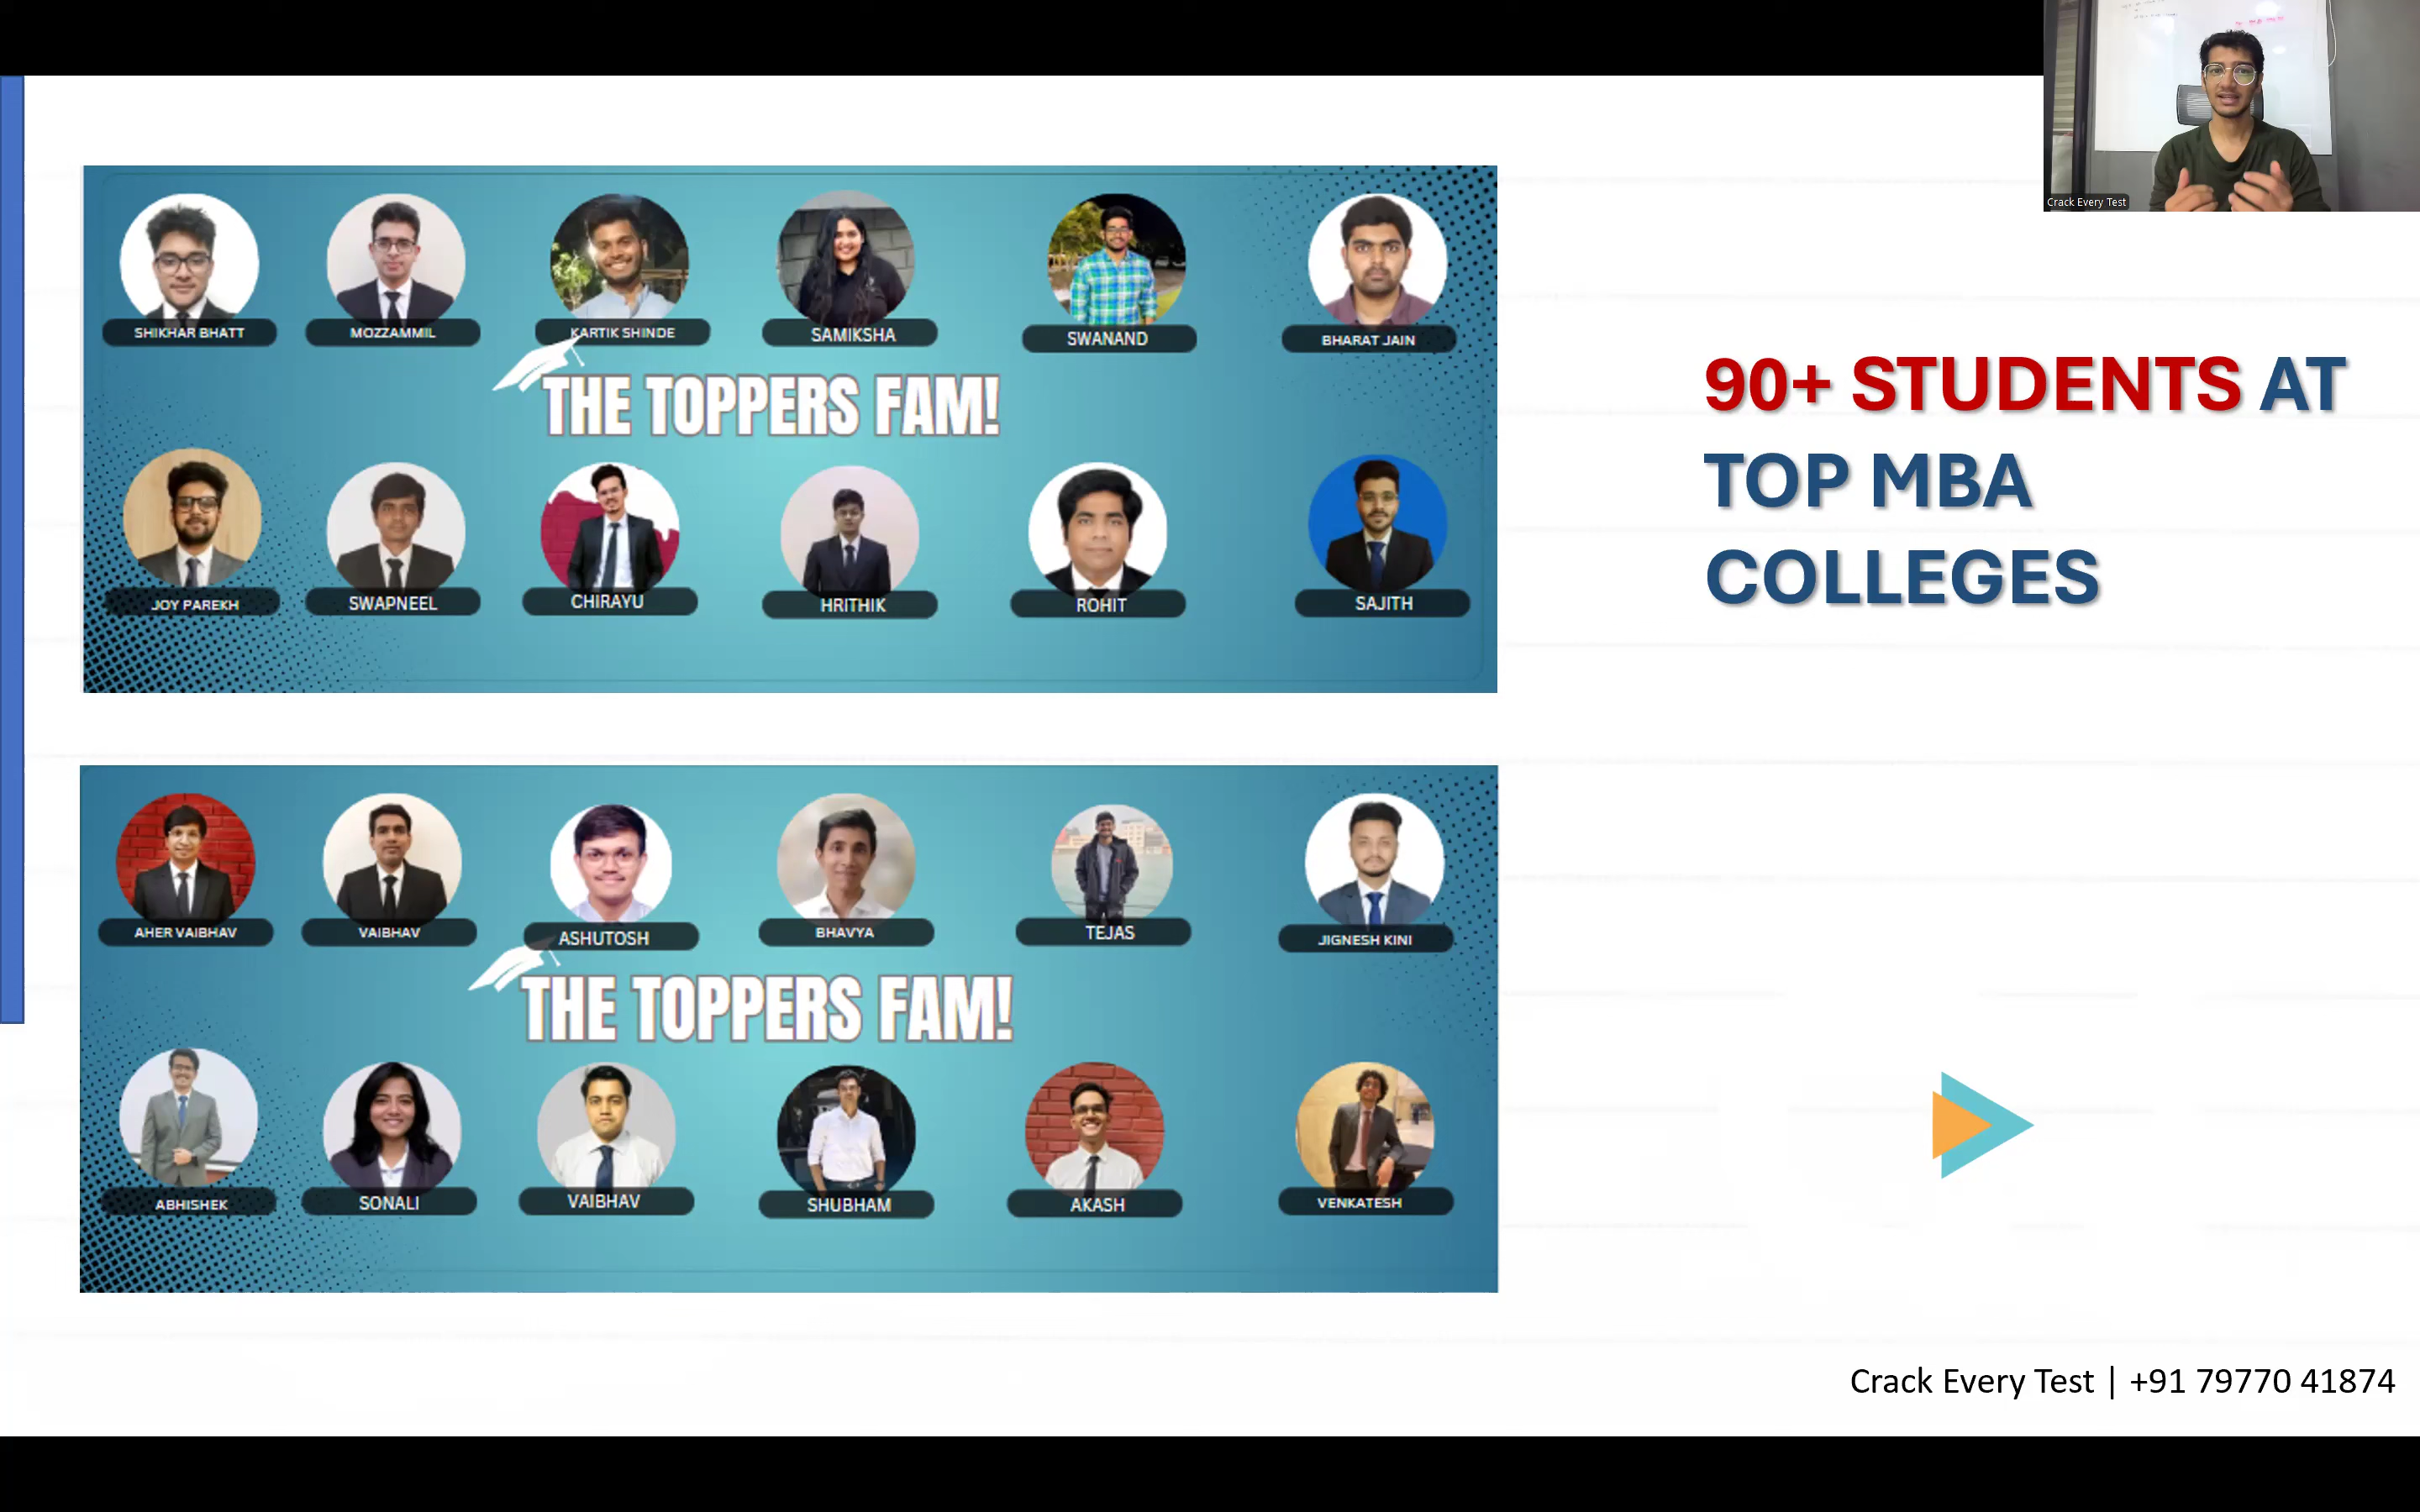 Crack Every Test
SHIKHAR BHATT
MOZZAMMIL
KARTIK SHINDE
SAMIKSHA
SWANAND
BHARAT JAIN
THE TOPPERS FAM!
JOY PAREKH
SWAPNEEL
CHIRAYU
HRITHIK
ROHIT
SAJITH
90+ STUDENTS AT
TOP MBA
COLLEGES
AHER VAIBHAV
VAIBHAV
ASHUTOSH
BHAVYA
TEJAS
JIGNESH KINI
THE TOPPERS FAM!
ABHISHEK
SONALI
VAIBHAV
SHUBHAM
AKASH
VENKATESH
Crack Every Test | +91 79770 41874